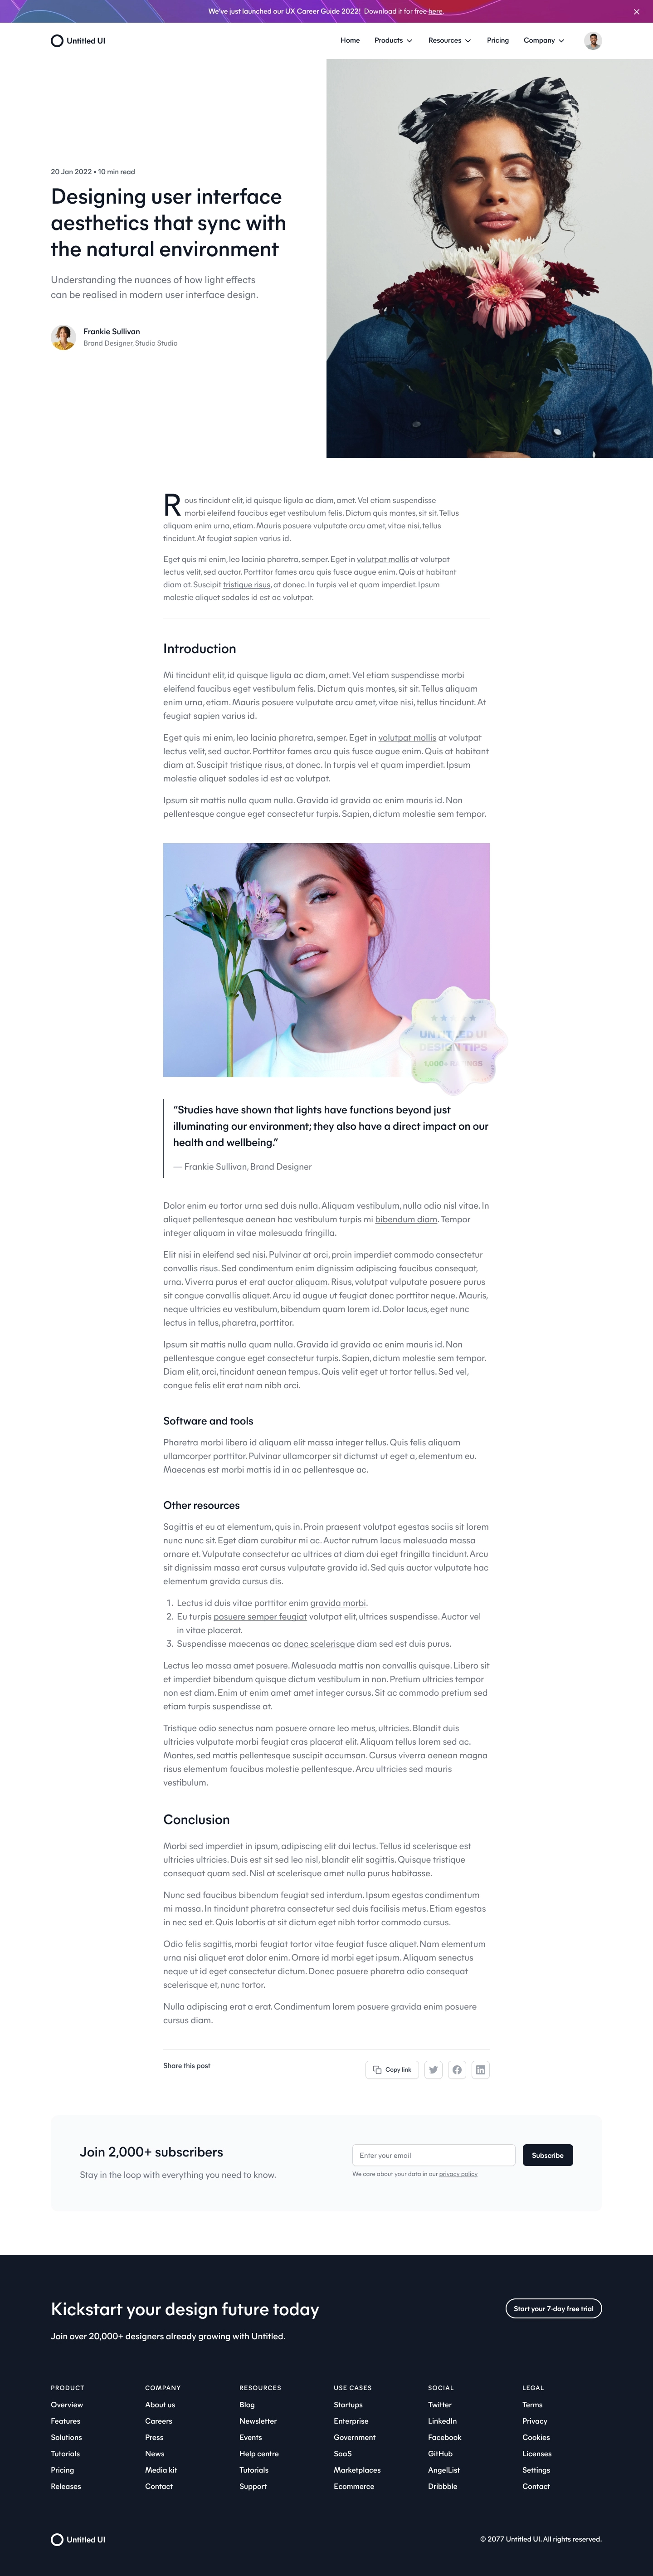 We've just launched our UX Career Guide 2022! Download it for free here.
Untitled UI
Home Products Resources Pricing Company
20 Jan 2022 • 10 min read
Designing user interface
aesthetics that sync with
the natural environment
Understanding the nuances of how light effects
can be realised in modern user interface design.
Frankie Sullivan
Brand Designer, Studio Studio
Rous tincidunt elit, id quisque ligula ac diam, amet. Vel etiam suspendisse
morbi eleifend faucibus eget vestibulum felis. Dictum quis montes, sit sit. Tellus
aliquam enim urna, etiam. Mauris posuere vulputate arcu amet, vitae nisi, tellus
tincidunt. At feugiat sapien varius id.
Eget quis mi enim, leo lacinia pharetra, semper. Eget in volutpat mollis at volutpat
lectus velit, sed auctor. Porttitor fames arcu quis fusce augue enim. Quis at habitant
diam at. Suscipit tristique risus, at donec. In turpis vel et quam imperdiet. Ipsum
molestie aliquet sodales id est ac volutpat.
Introduction
Mi tincidunt elit, id quisque ligula ac diam, amet. Vel etiam suspendisse morbi
eleifend faucibus eget vestibulum felis. Dictum quis montes, sit sit. Tellus aliquam
enim urna, etiam. Mauris posuere vulputate arcu amet, vitae nisi, tellus tincidunt. At
feugiat sapien varius id.
Eget quis mi enim, leo lacinia pharetra, semper. Eget in volutpat mollis at volutpat
lectus velit, sed auctor. Porttitor fames arcu quis fusce augue enim. Quis at habitant
diam at. Suscipit tristique risus, at donec. In turpis vel et quam imperdiet. Ipsum
molestie aliquet sodales id est ac volutpat.
Ipsum sit mattis nulla quam nulla. Gravida id gravida ac enim mauris id. Non
pellentesque congue eget consectetur turpis. Sapien, dictum molestie sem tempor.
UNTITLED UI
DESIGN TIPS
"Studies have shown that lights have functions beyond just
illuminating our environment; they also have a direct impact on our
health and wellbeing."
— Frankie Sullivan, Brand Designer
Dolor enim eu tortor urna sed duis nulla. Aliquam vestibulum, nulla odio nisl vitae. In
aliquet pellentesque aenean hac vestibulum turpis mi bibendum diam. Tempor
integer aliquam in vitae malesuada fringilla.
Elit nisi in eleifend sed nisi. Pulvinar at orci, proin imperdiet commodo consectetur
convallis risus. Sed condimentum enim dignissim adipiscing faucibus consequat,
urna. Viverra purus et erat auctor aliquam. Risus, volutpat vulputate posuere purus
sit congue convallis aliquet. Arcu id augue ut feugiat donec porttitor neque. Mauris,
neque ultricies eu vestibulum, bibendum quam lorem id. Dolor lacus, eget nunc
lectus in tellus, pharetra, porttitor.
Ipsum sit mattis nulla quam nulla. Gravida id gravida ac enim mauris id. Non
pellentesque congue eget consectetur turpis. Sapien, dictum molestie sem tempor.
Diam elit, orci, tincidunt aenean tempus. Quis velit eget ut tortor tellus. Sed vel,
congue felis elit erat nam nibh orci.
Software and tools
Pharetra morbi libero id aliquam elit massa integer tellus. Quis felis aliquam
ullamcorper porttitor. Pulvinar ullamcorper sit dictumst ut eget a, elementum eu.
Maecenas est morbi mattis id in ac pellentesque ac.
Other resources
Sagittis et eu at elementum, quis in. Proin praesent volutpat egestas sociis sit lorem
nunc nunc sit. Eget diam curabitur mi ac. Auctor rutrum lacus malesuada massa
ornare et. Vulputate consectetur ac ultrices at diam dui eget fringilla tincidunt. Arcu
sit dignissim massa erat cursus vulputate gravida id. Sed quis auctor vulputate hac
elementum gravida cursus dis.
1. Lectus id duis vitae porttitor enim gravida morbi.
2. Eu turpis posuere semper feugiat volutpat elit, ultrices suspendisse. Auctor vel
in vitae placerat.
3. Suspendisse maecenas ac donec scelerisque diam sed est duis purus.
Lectus leo massa amet posuere. Malesuada mattis non convallis quisque. Libero sit
et imperdiet bibendum quisque dictum vestibulum in non. Pretium ultricies tempor
non est diam. Enim ut enim amet amet integer cursus. Sit ac commodo pretium sed
etiam turpis suspendisse at.
Tristique odio senectus nam posuere ornare leo metus, ultricies. Blandit duis
ultricies vulputate morbi feugiat cras placerat elit. Aliquam tellus lorem sed ac.
Montes, sed mattis pellentesque suscipit accumsan. Cursus viverra aenean magna
risus elementum faucibus molestie pellentesque. Arcu ultricies sed mauris
vestibulum.
Conclusion
Morbi sed imperdiet in ipsum, adipiscing elit dui lectus. Tellus id scelerisque est
ultricies ultricies. Duis est sit sed leo nisl, blandit elit sagittis. Quisque tristique
consequat quam sed. Nisl at scelerisque amet nulla purus habitasse.
Nunc sed faucibus bibendum feugiat sed interdum. Ipsum egestas condimentum
mi massa. In tincidunt pharetra consectetur sed duis facilisis metus. Etiam egestas
in nec sed et. Quis lobortis at sit dictum eget nibh tortor commodo cursus.
Odio felis sagittis, morbi feugiat tortor vitae feugiat fusce aliquet. Nam elementum
urna nisi aliquet erat dolor enim. Ornare id morbi eget ipsum. Aliquam senectus
neque ut id eget consectetur dictum. Donec posuere pharetra odio consequat
scelerisque et, nunc tortor.
Nulla adipiscing erat a erat. Condimentum lorem posuere gravida enim posuere
cursus diam.
Share this post
Copy link
Join 2,000+ subscribers
Stay in the loop with everything you need to know.
Enter your email
Subscribe
We care about your data in our privacy policy
Kickstart your design future today
Join over 20,000+ designers already growing with Untitled.
Start your 7-day free trial
PRODUCT
Overview
Features
Solutions
Tutorials
Pricing
Releases
COMPANY
About us
Careers
Press
News
Media kit
Contact
RESOURCES
Blog
Newsletter
Events
Help centre
Tutorials
Support
USE CASES
Startups
Enterprise
Government
SaaS
Marketplaces
Ecommerce
SOCIAL
Twitter
LinkedIn
Facebook
GitHub
AngelList
Dribbble
LEGAL
Terms
Privacy
Cookies
Licenses
Settings
Contact
Untitled UI
© 2077 Untitled UI. All rights reserved.